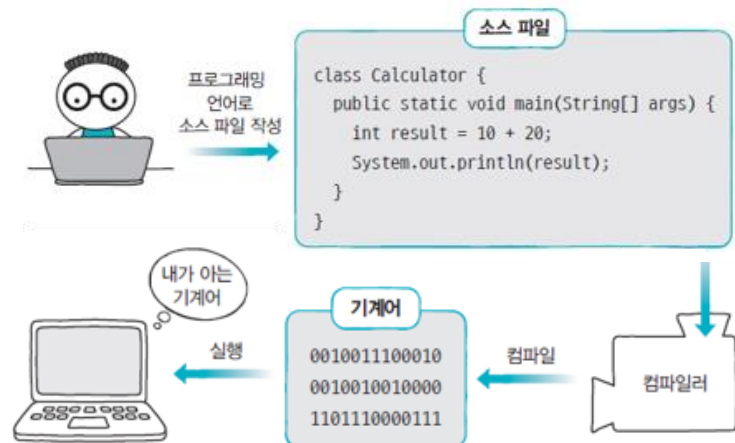 소스 파일
프로그래밍
언어로
소스 파일 작성
class Calculator {
public static void main(String[] args) {
int result = 10 + 20;
System.out.println(result);
}
}
컴파일러
컴파일
기계어
0010011100010
0010010010000
1101110000111
실행
내가 아는
기계어